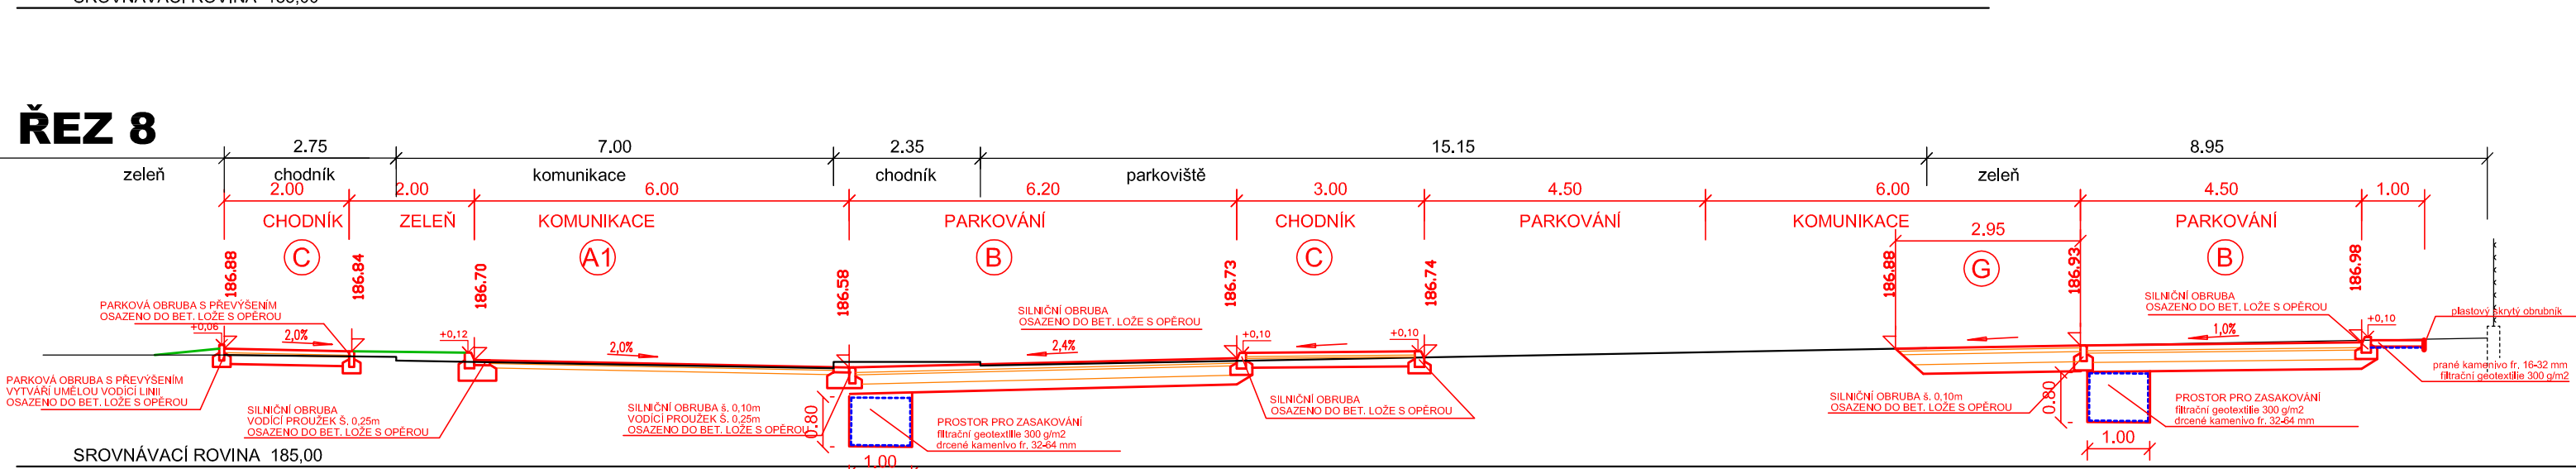 SROVNÁVACÍ ROVINA 185,00
ŘEZ 8
2.75 7.00 2.35 15.15 8.95
zeleň chodník komunikace chodník parkoviště zeleň
2.00 2.00 6.00 6.20 3.00 4.50 6.00 4.50 1.00
CHODNÍK ZELEŇ KOMUNIKACE PARKOVÁNÍ CHODNÍK PARKOVÁNÍ KOMUNIKACE PARKOVÁNÍ
2.95
C A1 B C G B
186.88 186.84 186.70 186.58 186.73 186.74 186.88 186.93 186.98
PARKOVÁ OBRUBA S PŘEVÝŠENÍM
OSAZENO DO BET. LOŽE S OPĚROU
SILNIČNÍ OBRUBA
OSAZENO DO BET. LOŽE S OPĚROU
SILNIČNÍ OBRUBA
OSAZENO DO BET. LOŽE S OPĚROU
plastový skrytý obrubník
+0,06 +0,12 +0,10 +0,10 +0,10
2,0% 2,0% 2,4% 1,0%
prané kamenivo fr. 16-32 mm
filtrační geotextilie 300 g/m2
PARKOVÁ OBRUBA S PŘEVÝŠENÍM
VYTVÁŘÍ UMĚLOU VODÍCÍ LINII
OSAZENO DO BET. LOŽE S OPĚROU
SILNIČNÍ OBRUBA
VODÍCÍ PROUŽEK Š. 0,25m
OSAZENO DO BET. LOŽE S OPĚROU
SILNIČNÍ OBRUBA š. 0,10m
VODÍCÍ PROUŽEK Š. 0,25m
OSAZENO DO BET. LOŽE S OPĚROU
0.80
PROSTOR PRO ZASAKOVÁNÍ
filtrační geotextilie 300 g/m2
drcené kamenivo fr. 32-64 mm
SILNIČNÍ OBRUBA
OSAZENO DO BET. LOŽE S OPĚROU
SILNIČNÍ OBRUBA š. 0,10m
OSAZENO DO BET. LOŽE S OPĚROU
0.80
PROSTOR PRO ZASAKOVÁNÍ
filtrační geotextilie 300 g/m2
drcené kamenivo fr. 32-64 mm
1.00 1.00
SROVNÁVACÍ ROVINA 185,00